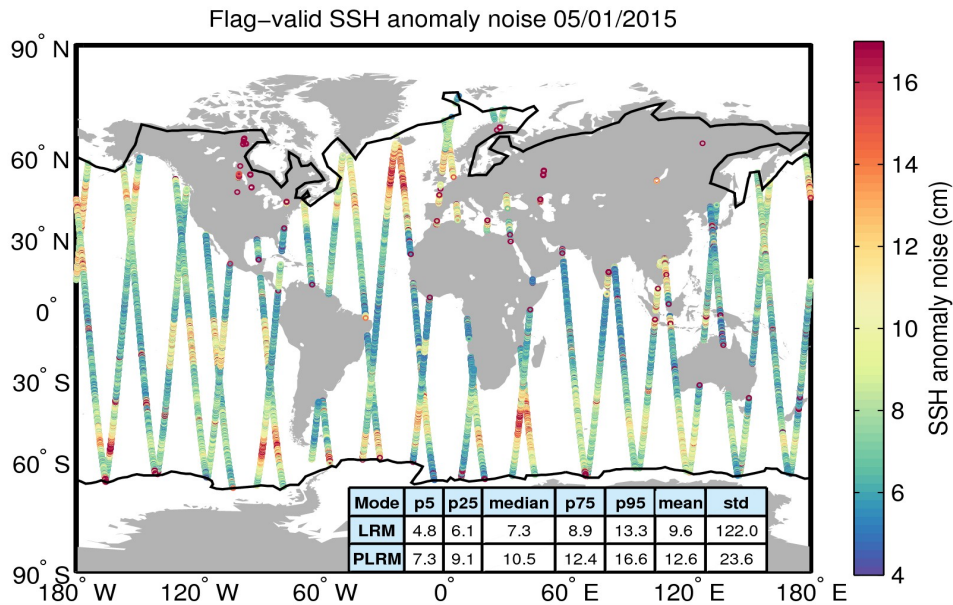 Flag-valid SSH anomaly noise 05/01/2015
90° N
60° N
30° N
0°
30° S
60° S
90° S
180° W
120° W
60° W
0°
60° E
120° E
180° E
Mode p5 p25 median p75 p95 mean std
LRM 4.8 6.1 7.3 8.9 13.3 9.6 122.0
PLRM 7.3 9.1 10.5 12.4 16.6 12.6 23.6
16
14
12
10
8
6
4
SSH anomaly noise (cm)